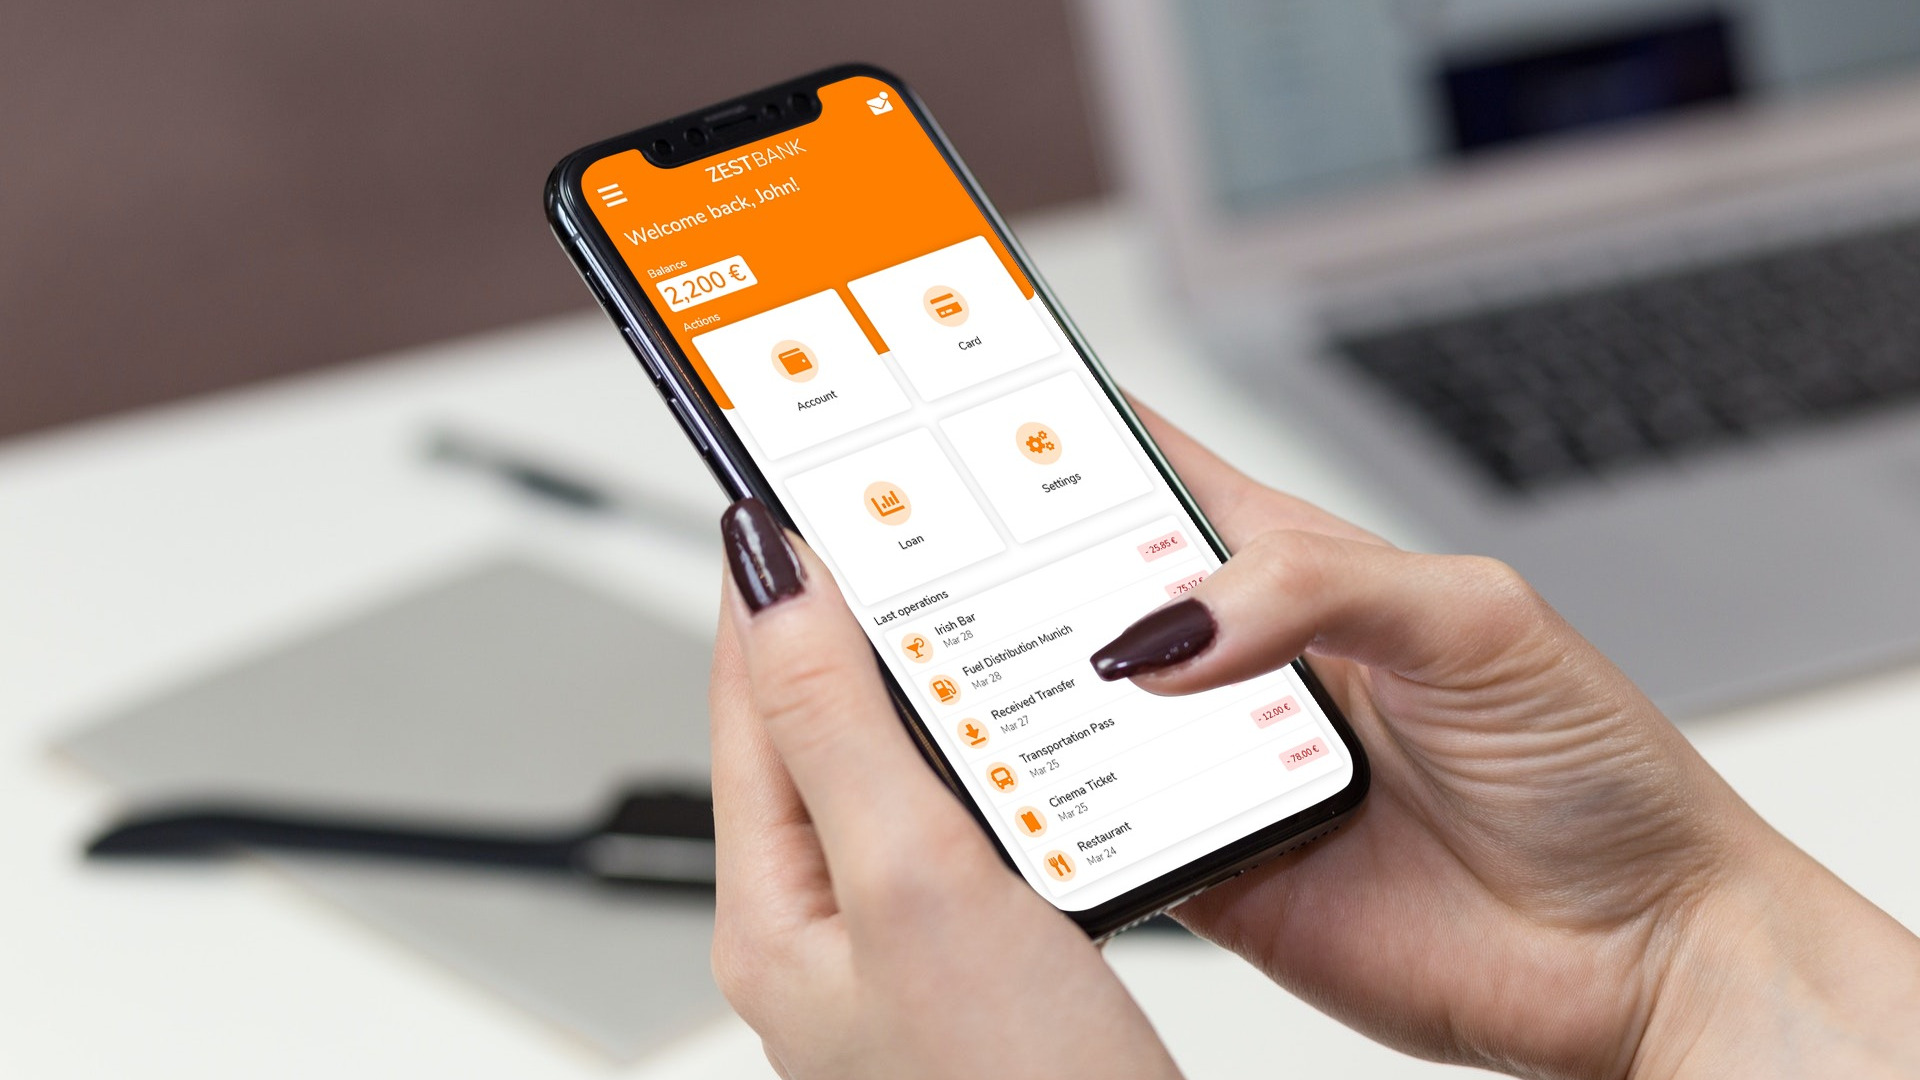 ZESTBANK
Welcome back, John!
Balance
2,200 €
Actions
Account
Card
Loan
Settings
Last operations
Irish Bar
- 25.85 €
Mar 28
Fuel Distribution Munich
- 75.12 €
Mar 28
Received Transfer
Mar 27
Transportation Pass
Mar 25
Cinema Ticket
- 12.00 €
Mar 25
Restaurant
- 78.00 €
Mar 24